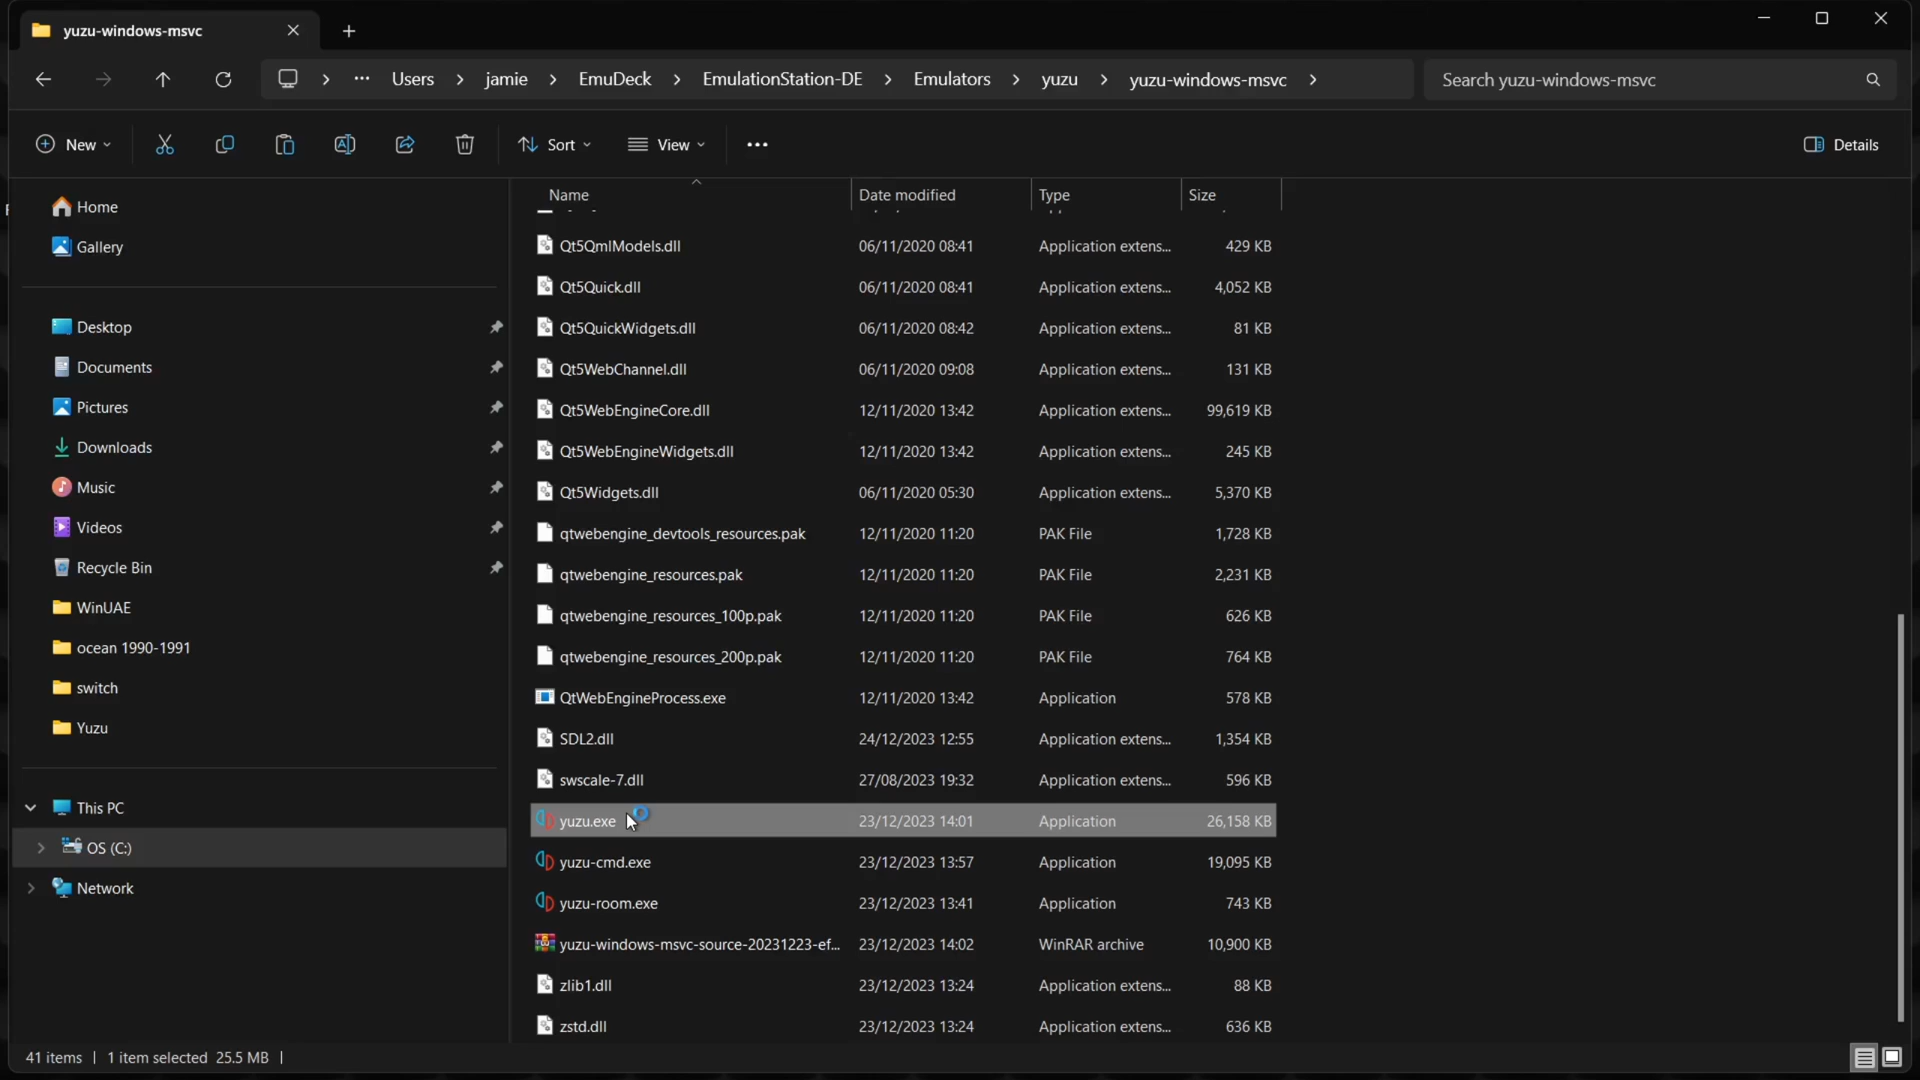 yuzu-windows-msvc
Users > jamie > EmuDeck > EmulationStation-DE > Emulators > yuzu > yuzu-windows-msvc >
Search yuzu-windows-msvc
New
Sort
View
Details
Home
Gallery
Desktop
Documents
Pictures
Downloads
Music
Videos
Recycle Bin
WinUAE
ocean 1990-1991
switch
Yuzu
This PC
OS (C:)
Network
Name Date modified Type Size
Qt5QmlModels.dll 06/11/2020 08:41 Application extens... 429 KB
Qt5Quick.dll 06/11/2020 08:41 Application extens... 4,052 KB
Qt5QuickWidgets.dll 06/11/2020 08:42 Application extens... 81 KB
Qt5WebChannel.dll 06/11/2020 09:08 Application extens... 131 KB
Qt5WebEngineCore.dll 12/11/2020 13:42 Application extens... 99,619 KB
Qt5WebEngineWidgets.dll 12/11/2020 13:42 Application extens... 245 KB
Qt5Widgets.dll 06/11/2020 05:30 Application extens... 5,370 KB
qtwebengine_devtools_resources.pak 12/11/2020 11:20 PAK File 1,728 KB
qtwebengine_resources.pak 12/11/2020 11:20 PAK File 2,231 KB
qtwebengine_resources_100p.pak 12/11/2020 11:20 PAK File 626 KB
qtwebengine_resources_200p.pak 12/11/2020 11:20 PAK File 764 KB
QtWebEngineProcess.exe 12/11/2020 13:42 Application 578 KB
SDL2.dll 24/12/2023 12:55 Application extens... 1,354 KB
swscale-7.dll 27/08/2023 19:32 Application extens... 596 KB
yuzu.exe 23/12/2023 14:01 Application 26,158 KB
yuzu-cmd.exe 23/12/2023 13:57 Application 19,095 KB
yuzu-room.exe 23/12/2023 13:41 Application 743 KB
yuzu-windows-msvc-source-20231223-ef... 23/12/2023 14:02 WinRAR archive 10,900 KB
zlib1.dll 23/12/2023 13:24 Application extens... 88 KB
zstd.dll 23/12/2023 13:24 Application extens... 636 KB
41 items | 1 item selected 25.5 MB |